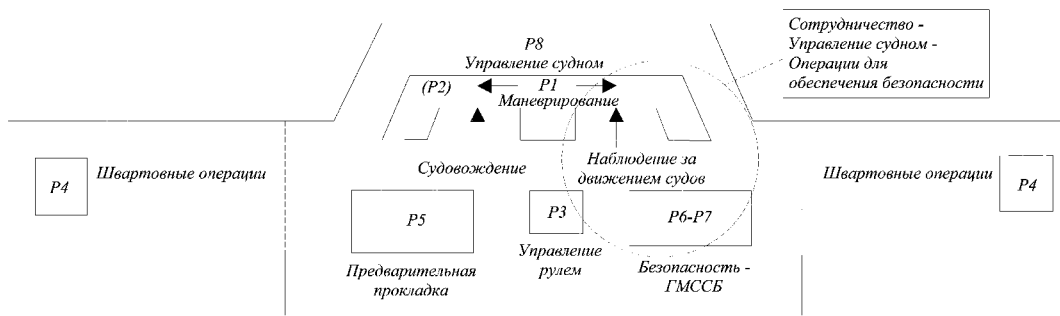 Сотрудничество -
Управление судном -
Операции для
обеспечения безопасности
P8
Управление судном
(P2)
P1
Маневрирование
Судовождение
Наблюдение за
движением судов
P4
Швартовные операции
Швартовные операции
P4
P5
P3
P6-P7
Предварительная
прокладка
Управление
рулем
Безопасность -
ГМССБ